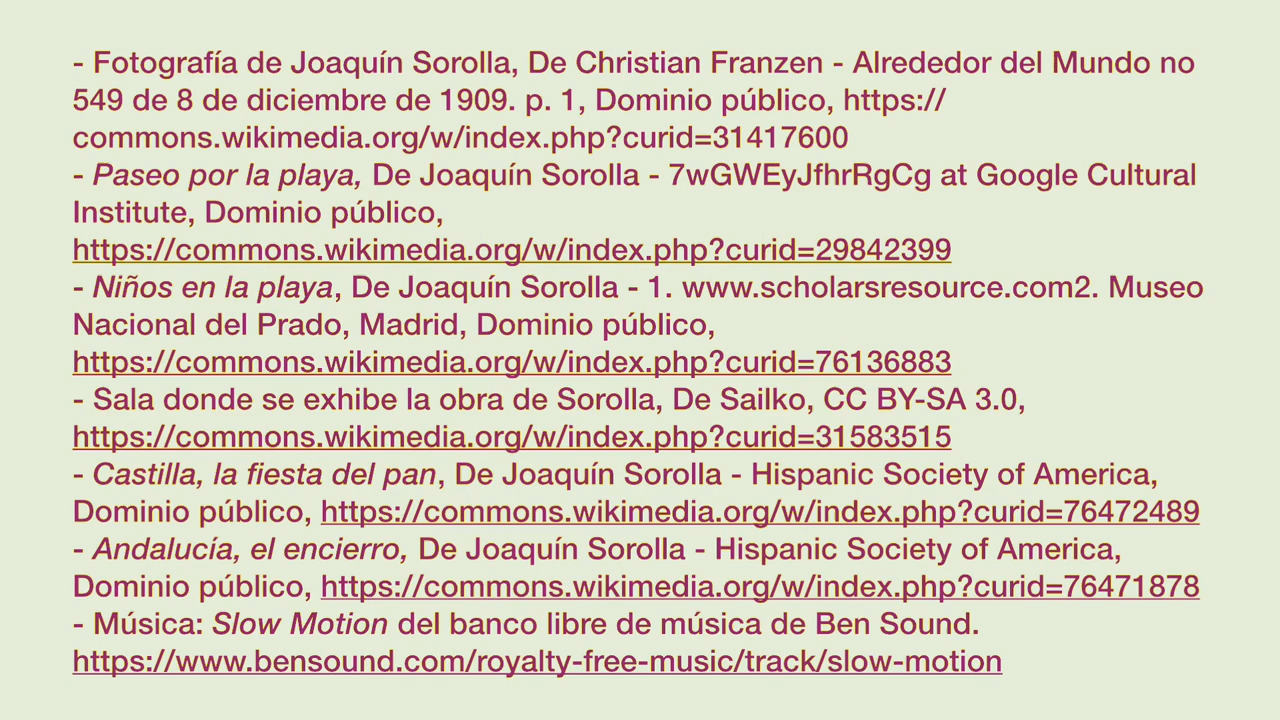 - Fotografía de Joaquín Sorolla, De Christian Franzen - Alrededor del Mundo no
549 de 8 de diciembre de 1909. p. 1, Dominio público, https://
commons.wikimedia.org/w/index.php?curid=31417600
- Paseo por la playa, De Joaquín Sorolla - 7wGWEyJfhrRgCg at Google Cultural
Institute, Dominio público,
https://commons.wikimedia.org/w/index.php?curid=29842399
- Niños en la playa, De Joaquín Sorolla - 1. www.scholarsresource.com2. Museo
Nacional del Prado, Madrid, Dominio público,
https://commons.wikimedia.org/w/index.php?curid=76136883
- Sala donde se exhibe la obra de Sorolla, De Sailko, CC BY-SA 3.0,
https://commons.wikimedia.org/w/index.php?curid=31583515
- Castilla, la fiesta del pan, De Joaquín Sorolla - Hispanic Society of America,
Dominio público, https://commons.wikimedia.org/w/index.php?curid=76472489
- Andalucía, el encierro, De Joaquín Sorolla - Hispanic Society of America,
Dominio público, https://commons.wikimedia.org/w/index.php?curid=76471878
- Música: Slow Motion del banco libre de música de Ben Sound.
https://www.bensound.com/royalty-free-music/track/slow-motion